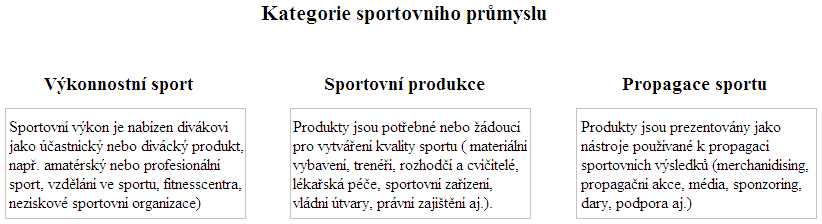 Kategorie sportovního průmyslu
Výkonnostní sport
Sportovní výkon je nabízen divákovi
jako účastnický nebo divácký produkt,
např. amatérský nebo profesionální
sport, vzdělání ve sportu, fitnesscentra,
neziskové sportovní organizace)
Sportovní produkce
Produkty jsou potřebné nebo žádoucí
pro vytváření kvality sportu ( materiální
vybavení, trenéři, rozhodčí a cvičitelé,
lékařská péče, sportovní zařízení,
vládní útvary, právní zajištění aj.).
Propagace sportu
Produkty jsou prezentovány jako
nástroje používané k propagaci
sportovních výsledků (merchanidising,
propagační akce, média, sponzoring,
dary, podpora aj.)